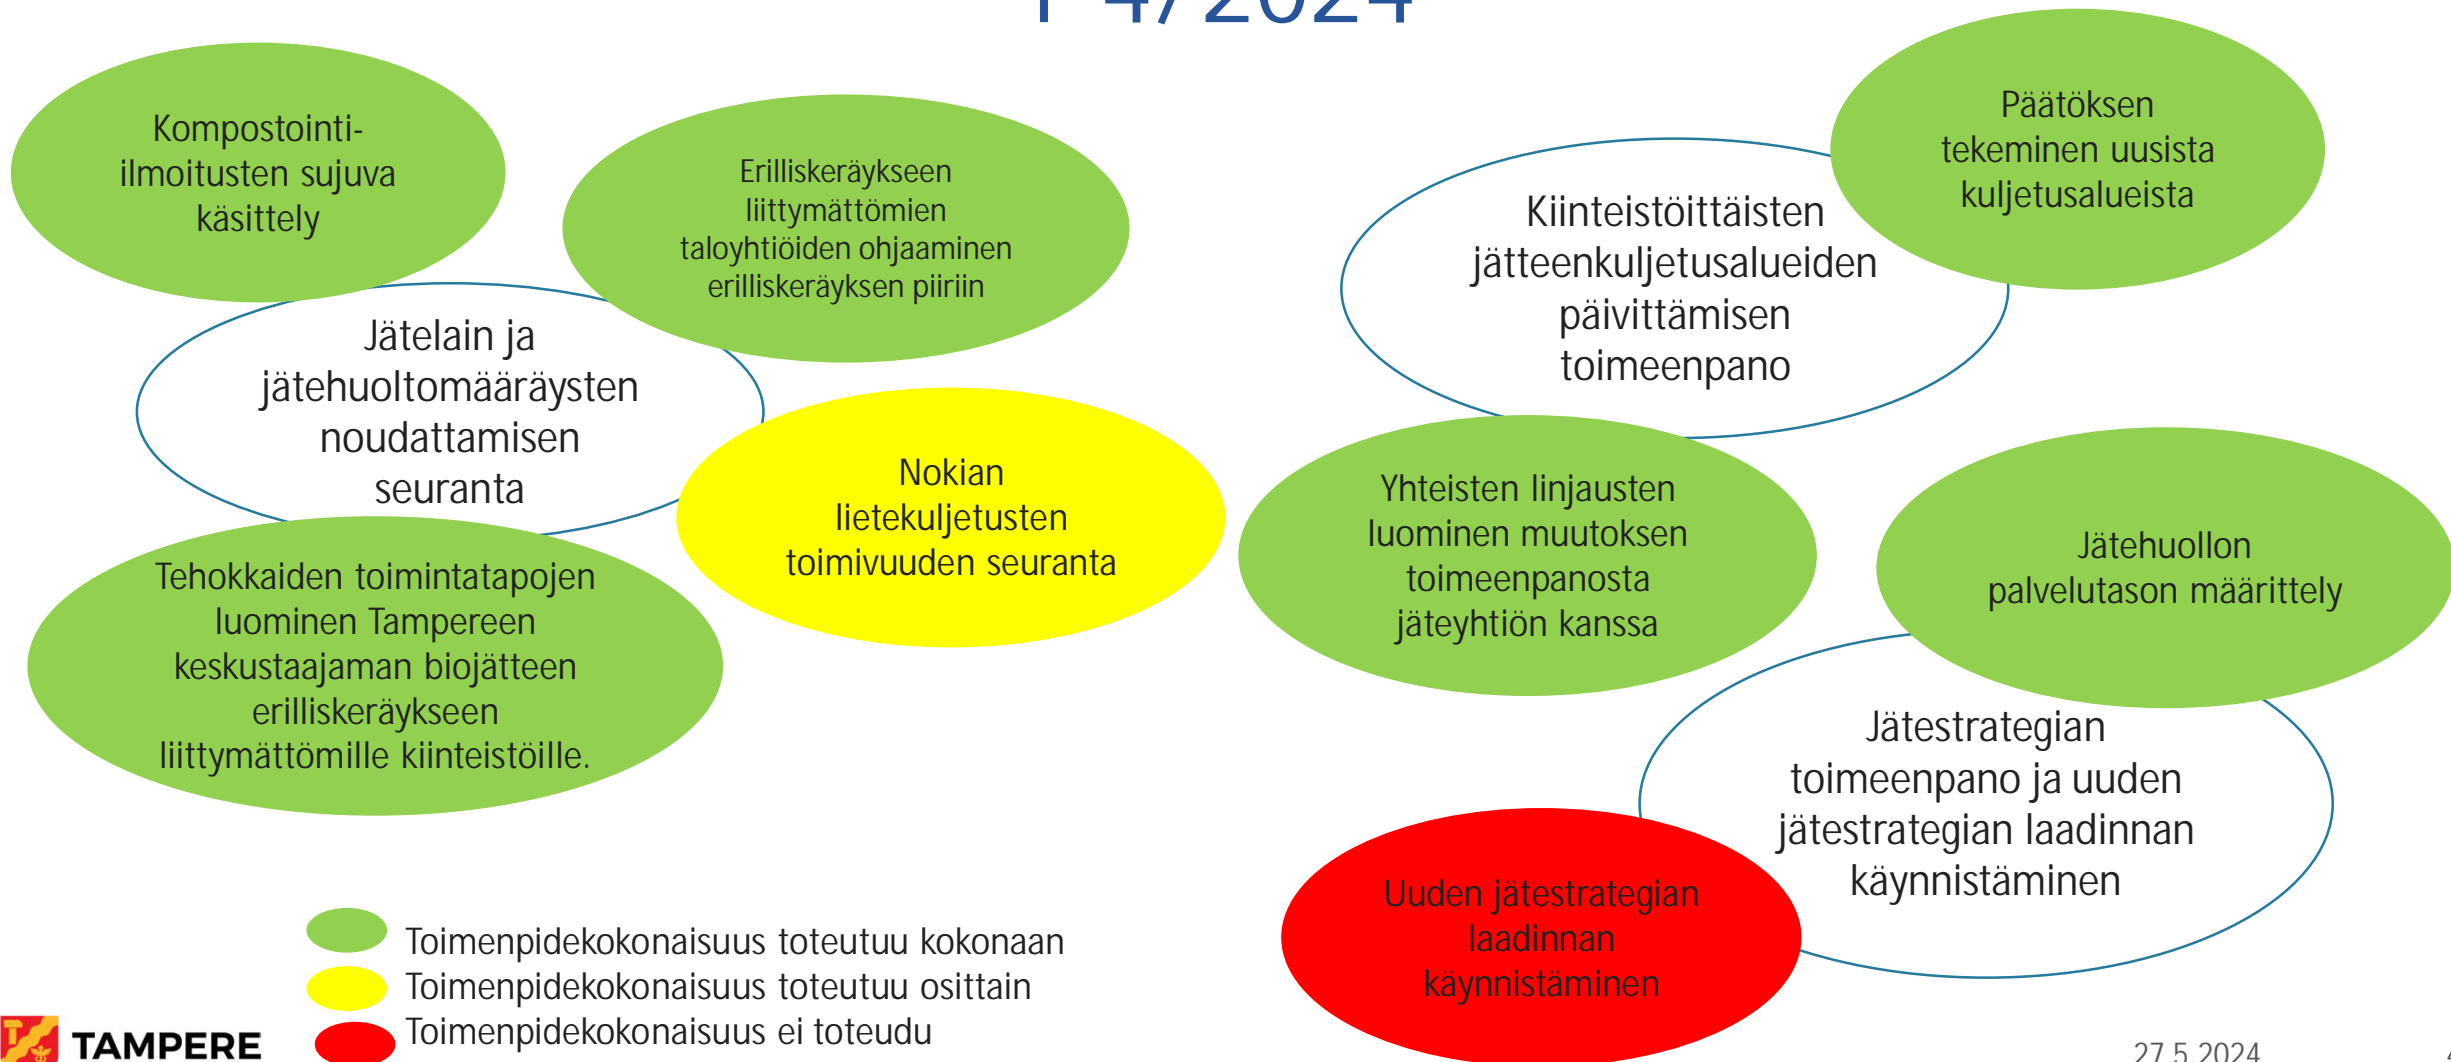 1-4/2024
Kompostointi-
ilmoitusten sujuva
käsittely
Erilliskeräykseen
liittymättömien
taloyhtiöiden ohjaaminen
erilliskeräyksen piiriin
Jätelain ja
jätehuoltomääräysten
noudattamisen
seuranta
Nokian
lietekuljetusten
toimivuuden seuranta
Tehokkaiden toimintatapojen
luominen Tampereen
keskustaajaman biojätteen
erilliskeräykseen
liittymättömille kiinteistöille.
Päätöksen
tekeminen uusista
kuljetusalueista
Kiinteistöittäisten
jätteenkuljetusalueiden
päivittämisen
toimeenpano
Yhteisten linjausten
luominen muutoksen
toimeenpanosta
jäteyhtiön kanssa
Jätehuollon
palvelutason määrittely
Jätestrategian
toimeenpano ja uuden
jätestrategian laadinnan
käynnistäminen
Uuden jätestrategian
laadinnan
käynnistäminen
Toimenpidekokonaisuus toteutuu kokonaan
Toimenpidekokonaisuus toteutuu osittain
Toimenpidekokonaisuus ei toteudu
TAMPERE
27.5.2024